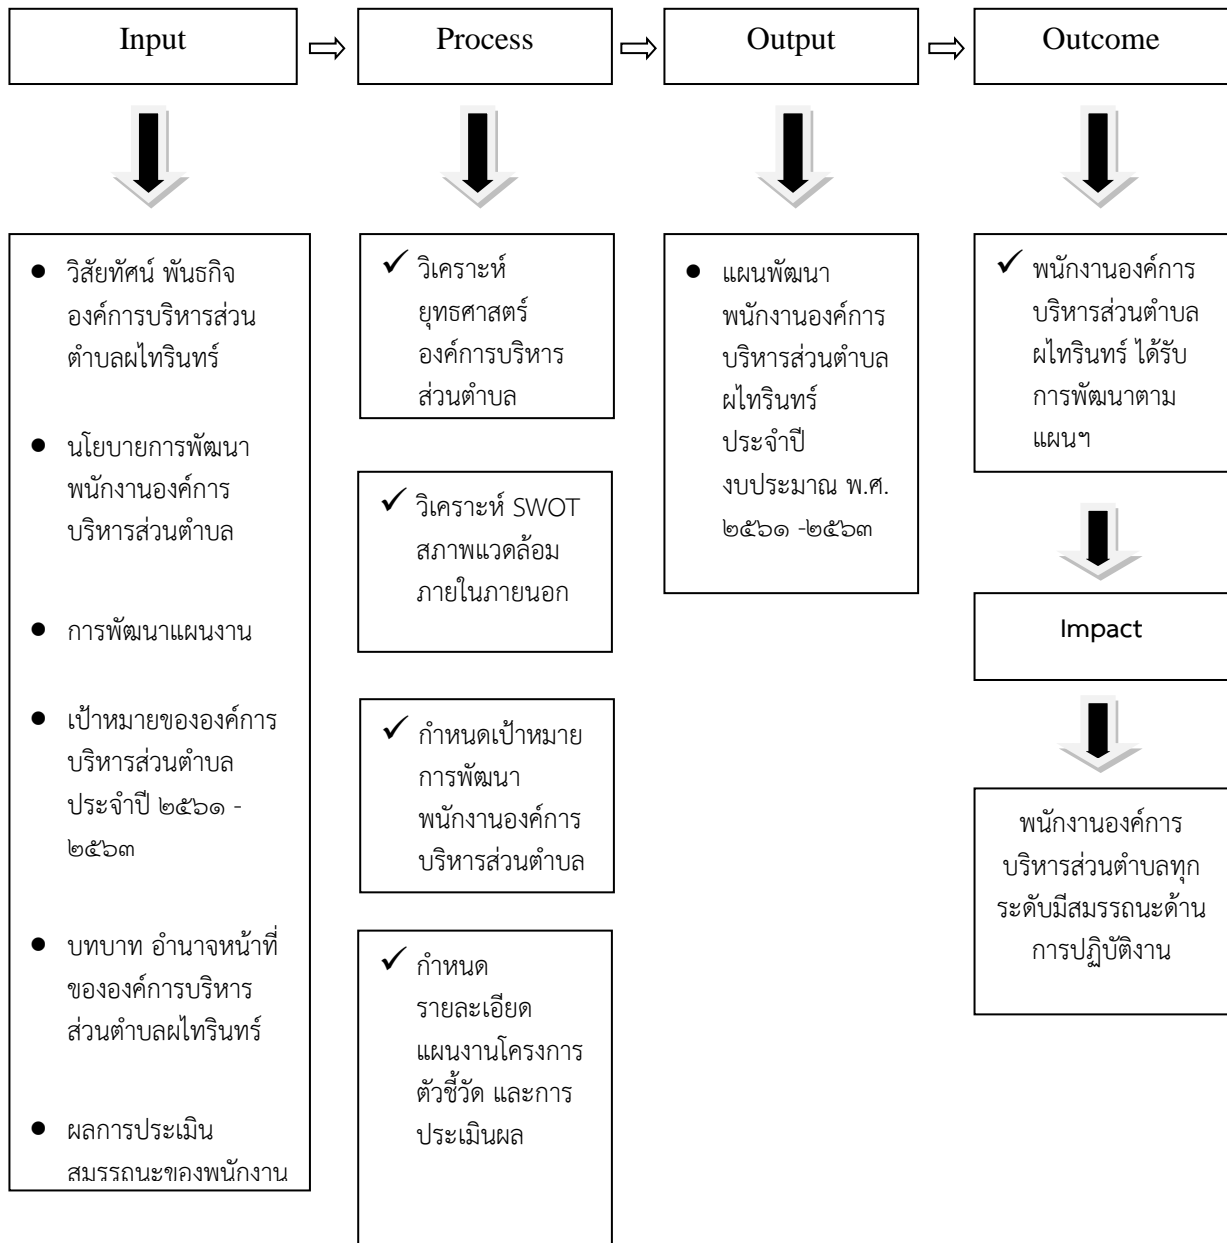 Input
Process
Output
Outcome
วิสัยทัศน์ พันธกิจ
องค์การบริหารส่วน
ตำบลผไทรินทร์
นโยบายการพัฒนา
พนักงานองค์การ
บริหารส่วนตำบล
การพัฒนาแผนงาน
เป้าหมายขององค์การ
บริหารส่วนตำบล
ประจำปี ๒๕๖๑ -
๒๕๖๓
บทบาท อำนาจหน้าที่
ขององค์การบริหาร
ส่วนตำบลผไทรินทร์
ผลการประเมิน
สมรรถนะของพนักงาน
วิเคราะห์
ยุทธศาสตร์
องค์การบริหาร
ส่วนตำบล
วิเคราะห์ SWOT
สภาพแวดล้อม
ภายในภายนอก
กำหนดเป้าหมาย
การพัฒนา
พนักงานองค์การ
บริหารส่วนตำบล
กำหนด
รายละเอียด
แผนงานโครงการ
ตัวชี้วัด และการ
ประเมินผล
แผนพัฒนา
พนักงานองค์การ
บริหารส่วนตำบล
ผไทรินทร์
ประจำปี
งบประมาณ พ.ศ.
๒๕๖๑ -๒๕๖๓
พนักงานองค์การ
บริหารส่วนตำบล
ผไทรินทร์ ได้รับ
การพัฒนาตาม
แผนฯ
Impact
พนักงานองค์การ
บริหารส่วนตำบลทุก
ระดับมีสมรรถนะด้าน
การปฏิบัติงาน